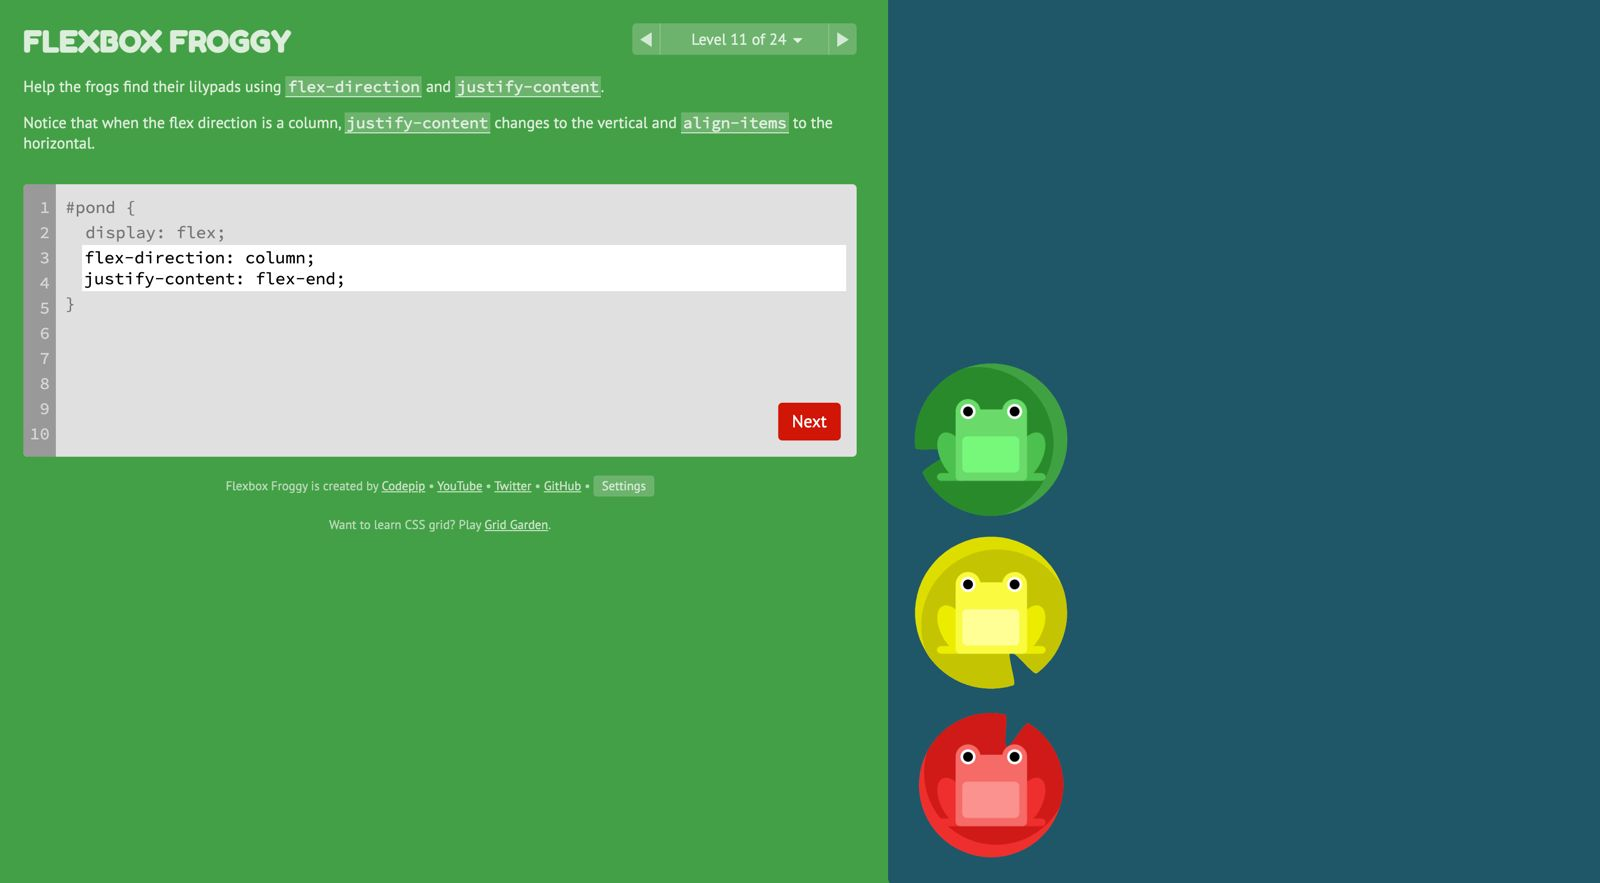 FLEXBOX FROGGY
Level 11 of 24
Help the frogs find their lilypads using flex-direction and justify-content.
Notice that when the flex direction is a column, justify-content changes to the vertical and align-items to the
horizontal.
1 #pond {
2 display: flex;
3 flex-direction: column;
4 justify-content: flex-end;
5 }
6
7
8
9
10
Next
Flexbox Froggy is created by Codepip • YouTube • Twitter • GitHub • Settings
Want to learn CSS grid? Play Grid Garden.